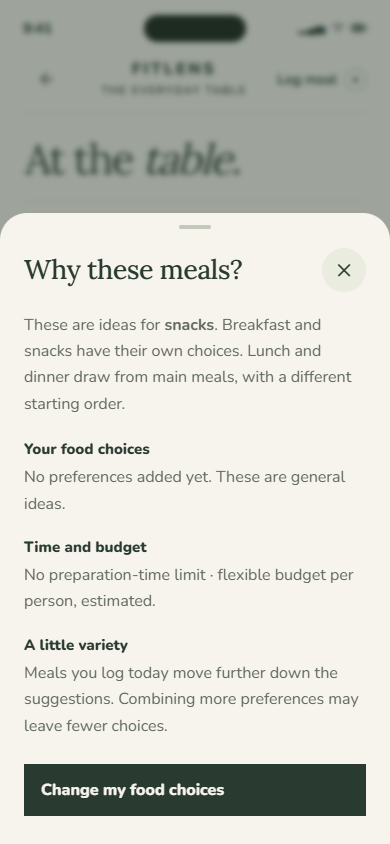 9:41
FITLENS
THE EVERYDAY TABLE
Log meal
At the table.
Why these meals?
These are ideas for snacks. Breakfast and
snacks have their own choices. Lunch and
dinner draw from main meals, with a different
starting order.
Your food choices
No preferences added yet. These are general
ideas.
Time and budget
No preparation-time limit · flexible budget per
person, estimated.
A little variety
Meals you log today move further down the
suggestions. Combining more preferences may
leave fewer choices.
Change my food choices